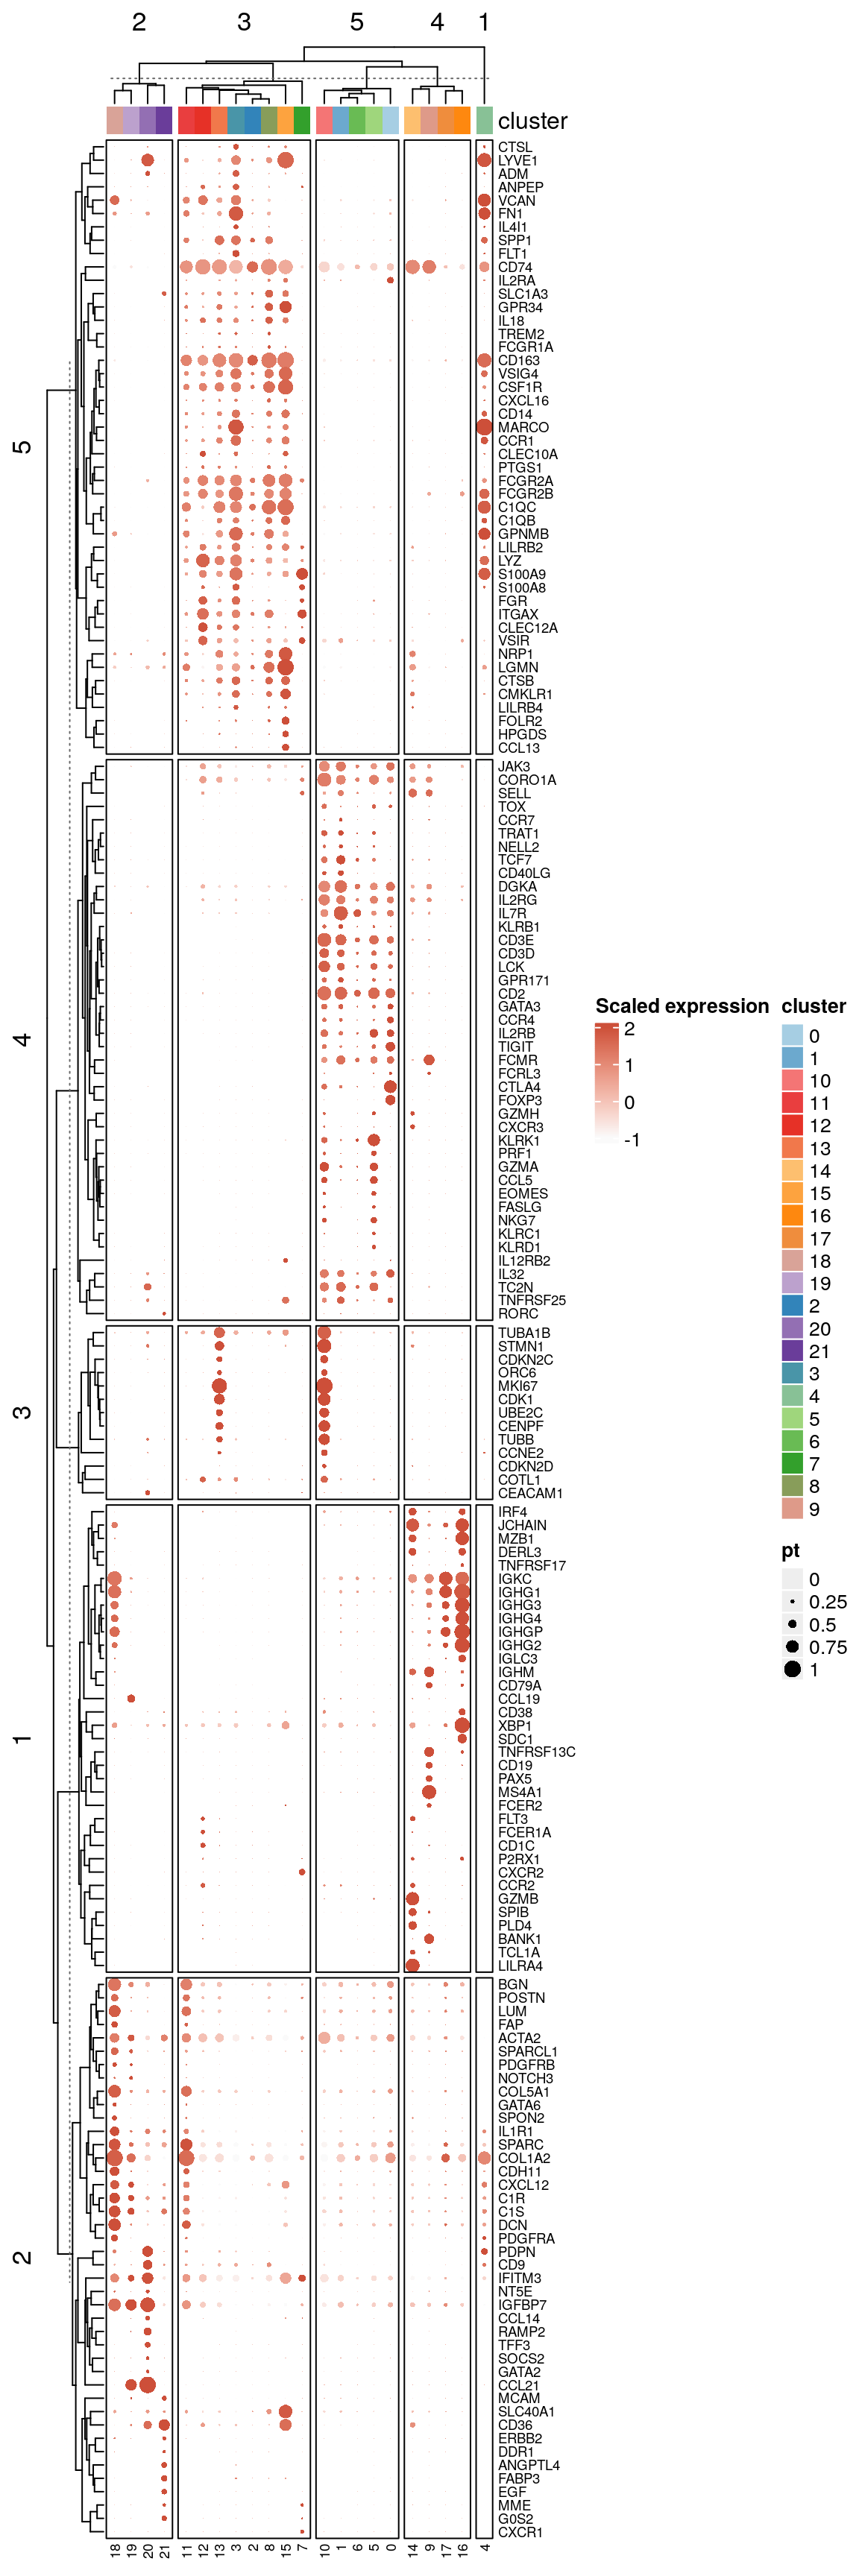 2 3 5 4 1
cluster
CTSL
LYVE1
ADM
ANPEP
VCAN
FN1
IL4I1
SPP1
FLT1
CD74
IL2RA
SLC1A3
GPR34
IL18
TREM2
FCGR1A
CD163
VSIG4
CSF1R
CXCL16
CD14
MARCO
CCR1
CLEC10A
PTGS1
FCGR2A
FCGR2B
C1QC
C1QB
GPNMB
LILRB2
LYZ
S100A9
S100A8
FGR
ITGAX
CLEC12A
VSIR
NRP1
LGMN
CTSB
CMKLR1
LILRB4
FOLR2
HPGDS
CCL13
5
JAK3
CORO1A
SELL
TOX
CCR7
TRAT1
NELL2
TCF7
CD40LG
DGKA
IL2RG
IL7R
KLRB1
CD3E
CD3D
LCK
GPR171
CD2
GATA3
CCR4
IL2RB
TIGIT
FCMR
FCRL3
CTLA4
FOXP3
GZMH
CXCR3
KLRK1
PRF1
GZMA
CCL5
EOMES
FASLG
NKG7
KLRC1
KLRD1
IL12RB2
IL32
TC2N
TNFRSF25
RORC
4
TUBA1B
STMN1
CDKN2C
ORC6
MKI67
CDK1
UBE2C
CENPF
TUBB
CCNE2
CDKN2D
COTL1
CEACAM1
3
IRF4
JCHAIN
MZB1
DERL3
TNFRSF17
IGKC
IGHG1
IGHG3
IGHG4
IGHGP
IGHG2
IGLC3
IGHM
CD79A
CCL19
CD38
XBP1
SDC1
TNFRSF13C
CD19
PAX5
MS4A1
FCER2
FLT3
FCER1A
CD1C
P2RX1
CXCR2
CCR2
GZMB
SPIB
PLD4
BANK1
TCL1A
LILRA4
1
BGN
POSTN
LUM
FAP
ACTA2
SPARCL1
PDGFRB
NOTCH3
COL5A1
GATA6
SPON2
IL1R1
SPARC
COL1A2
CDH11
CXCL12
C1R
C1S
DCN
PDGFRA
PDPN
CD9
IFITM3
NT5E
IGFBP7
CCL14
RAMP2
TFF3
SOCS2
GATA2
CCL21
MCAM
SLC40A1
CD36
ERBB2
DDR1
ANGPTL4
FABP3
EGF
MME
G0S2
CXCR1
2
18 19 20 21 11 12 13 3 2 8 15 7 10 1 6 5 0 14 9 17 16 4
Scaled expression
2
1
0
-1
cluster
0
1
10
11
12
13
14
15
16
17
18
19
2
20
21
3
4
5
6
7
8
9
pt
0
0.25
0.5
0.75
1